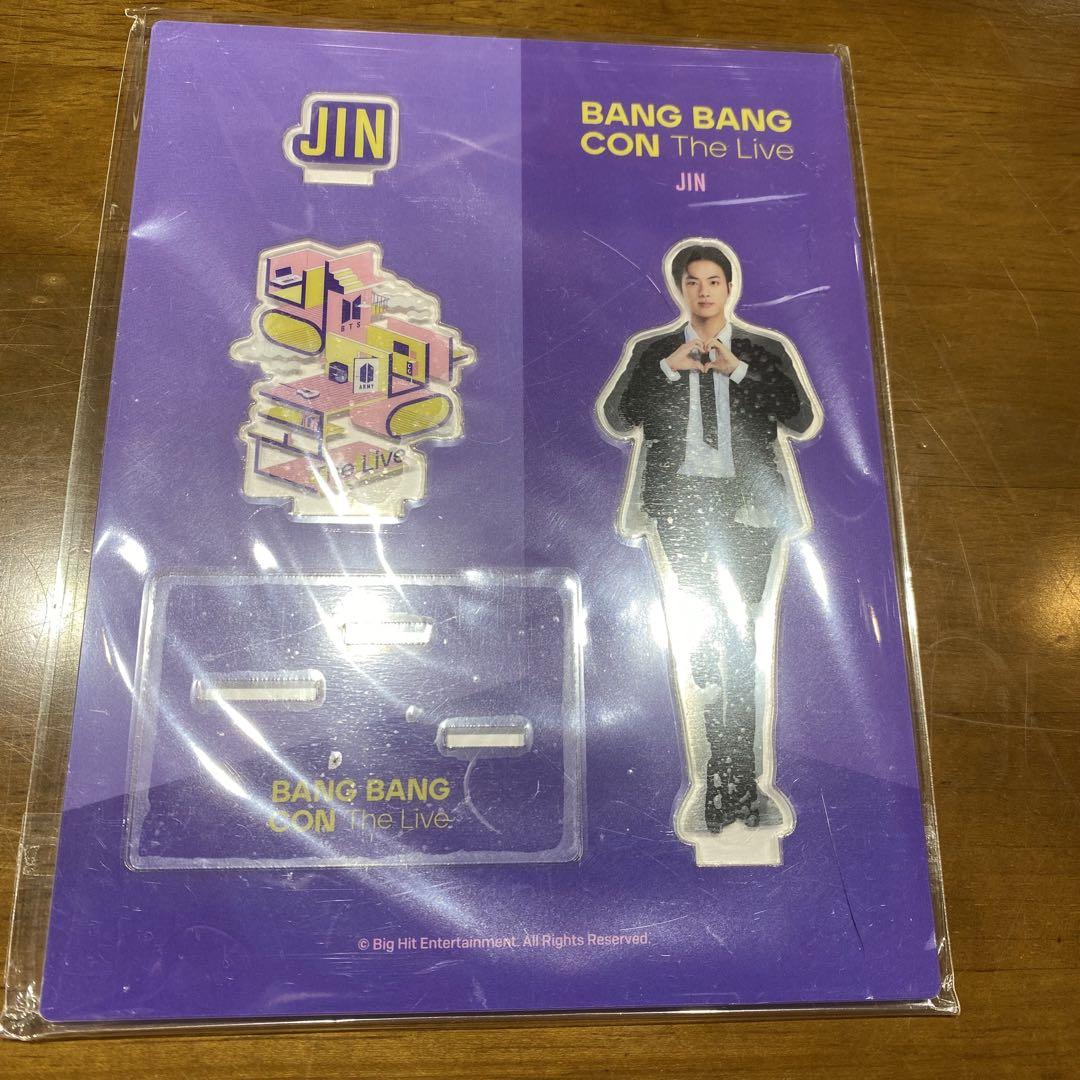 JIN
BANG BANG
CON The Live
JIN
BTS
ARMY
The Live
BANG BANG
CON The Live
© Big Hit Entertainment. All Rights Reserved.